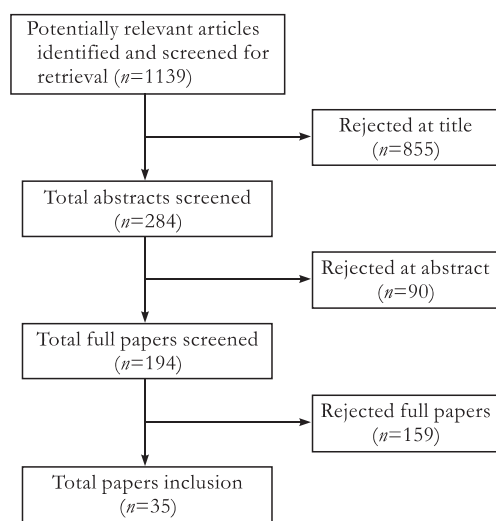 Potentially relevant articles
identified and screened for
retrieval (n=1139)
Rejected at title
(n=855)
Total abstracts screened
(n=284)
Rejected at abstract
(n=90)
Total full papers screened
(n=194)
Rejected full papers
(n=159)
Total papers inclusion
(n=35)